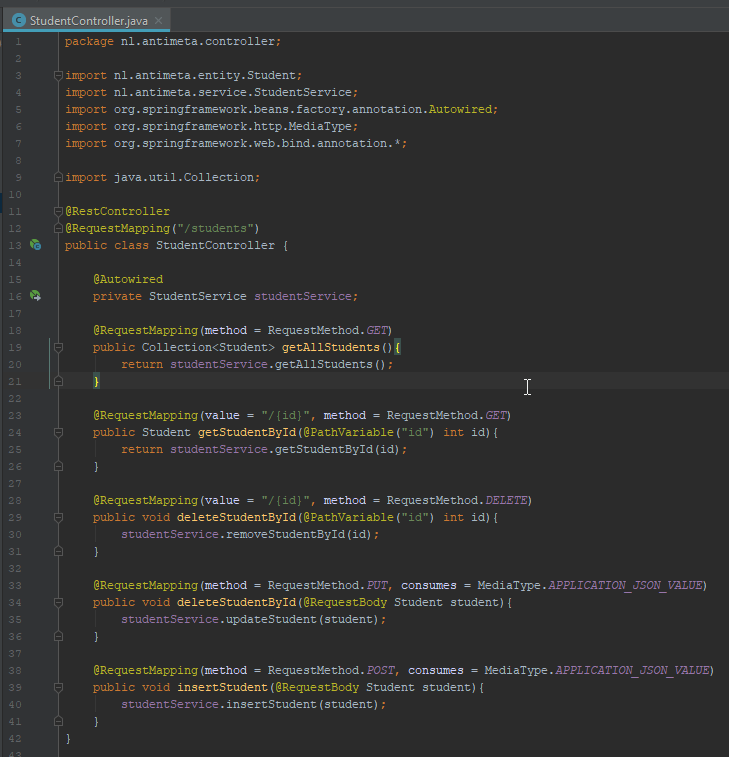 StudentController.java
1 package nl.antimeta.controller;
2
3 import nl.antimeta.entity.Student;
4 import nl.antimeta.service.StudentService;
5 import org.springframework.beans.factory.annotation.Autowired;
6 import org.springframework.http.MediaType;
7 import org.springframework.web.bind.annotation.*;
8
9 import java.util.Collection;
10
11 @RestController
12 @RequestMapping("/students")
13 public class StudentController {
14
15     @Autowired
16     private StudentService studentService;
17
18     @RequestMapping(method = RequestMethod.GET)
19     public Collection<Student> getAllStudents(){
20         return studentService.getAllStudents();
21     }
22
23     @RequestMapping(value = "/{id}", method = RequestMethod.GET)
24     public Student getStudentById(@PathVariable("id") int id){
25         return studentService.getStudentById(id);
26     }
27
28     @RequestMapping(value = "/{id}", method = RequestMethod.DELETE)
29     public void deleteStudentById(@PathVariable("id") int id){
30         studentService.removeStudentById(id);
31     }
32
33     @RequestMapping(method = RequestMethod.PUT, consumes = MediaType.APPLICATION_JSON_VALUE)
34     public void deleteStudentById(@RequestBody Student student){
35         studentService.updateStudent(student);
36     }
37
38     @RequestMapping(method = RequestMethod.POST, consumes = MediaType.APPLICATION_JSON_VALUE)
39     public void insertStudent(@RequestBody Student student){
40         studentService.insertStudent(student);
41     }
42 }
43